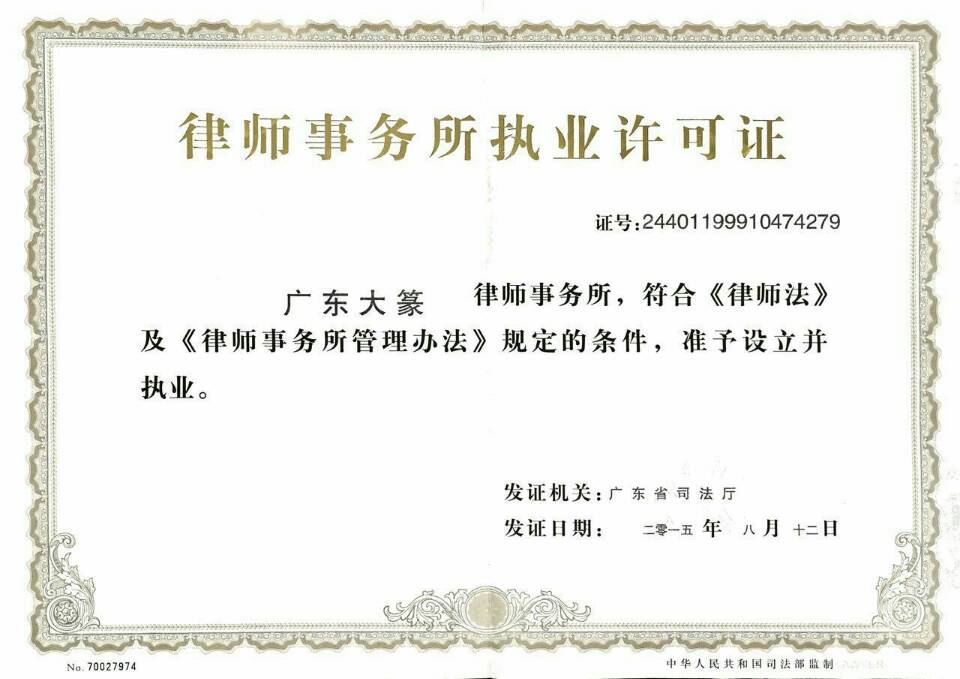 律师事务所执业许可证
证号:24401199910474279
广东大篆 律师事务所，符合《律师法》
及《律师事务所管理办法》规定的条件，准予设立并
执业。
发证机关:广东省司法厅
发证日期: 二零一五年 八月 十二日
No. 70027974
中华人民共和国司法部监制